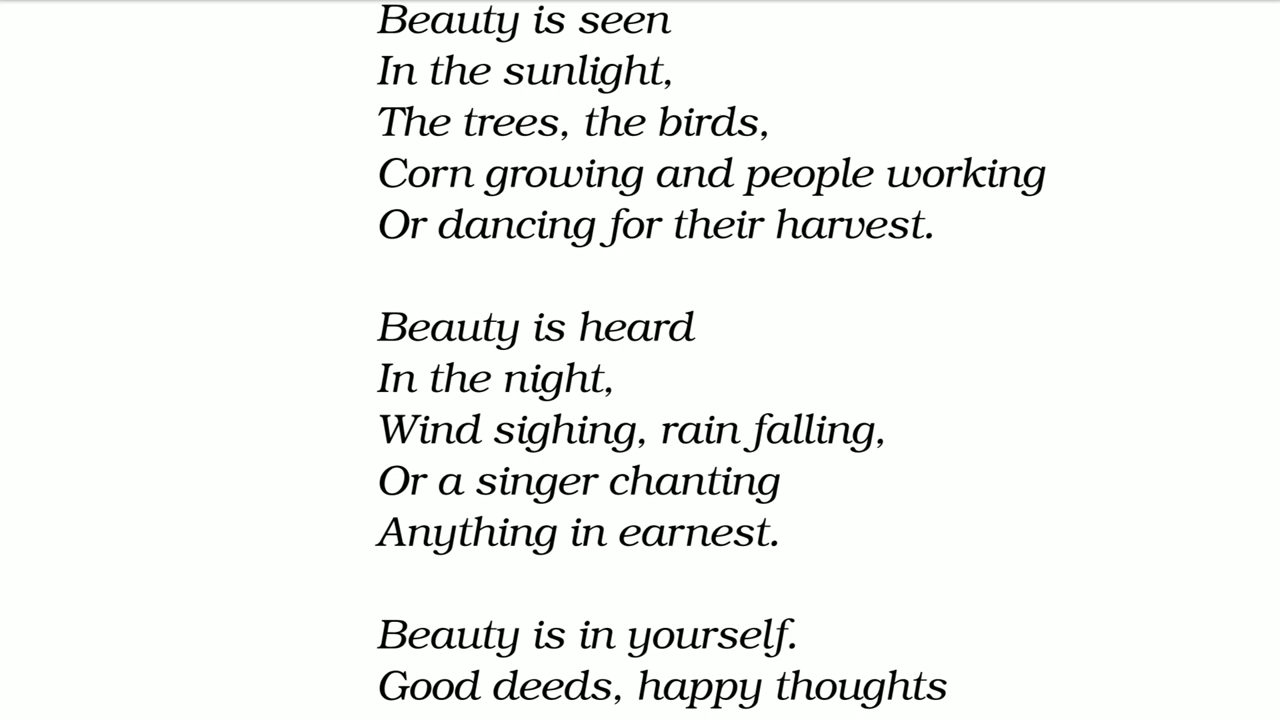 Beauty is seen
In the sunlight,
The trees, the birds,
Corn growing and people working
Or dancing for their harvest.
Beauty is heard
In the night,
Wind sighing, rain falling,
Or a singer chanting
Anything in earnest.
Beauty is in yourself.
Good deeds, happy thoughts